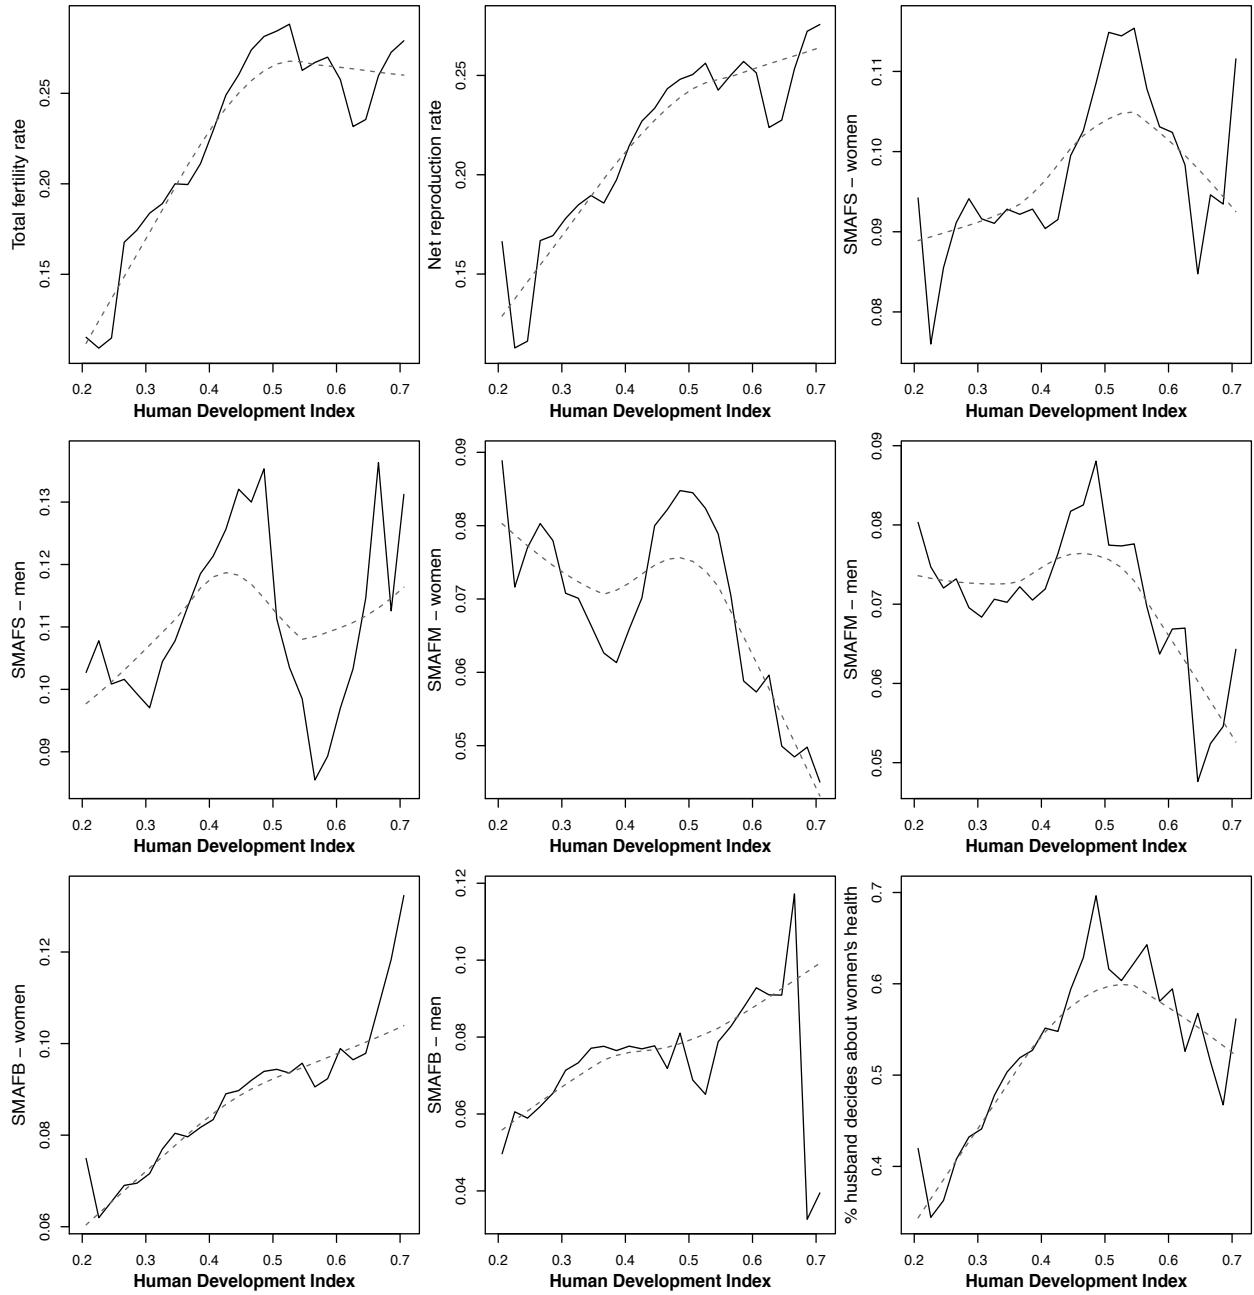 Total fertility rate
0.15 0.20 0.25
0.2 0.3 0.4 0.5 0.6 0.7
Human Development Index
Net reproduction rate
0.15 0.20 0.25
0.2 0.3 0.4 0.5 0.6 0.7
Human Development Index
SMAFS – women
0.08 0.09 0.10 0.11
0.2 0.3 0.4 0.5 0.6 0.7
Human Development Index
SMAFS – men
0.09 0.10 0.11 0.12 0.13
0.2 0.3 0.4 0.5 0.6 0.7
Human Development Index
SMAFM – women
0.05 0.06 0.07 0.08 0.09
0.2 0.3 0.4 0.5 0.6 0.7
Human Development Index
SMAFM – men
0.05 0.06 0.07 0.08 0.09
0.2 0.3 0.4 0.5 0.6 0.7
Human Development Index
SMAFB – women
0.06 0.08 0.10 0.12
0.2 0.3 0.4 0.5 0.6 0.7
Human Development Index
SMAFB – men
0.04 0.06 0.08 0.10 0.12
0.2 0.3 0.4 0.5 0.6 0.7
Human Development Index
% husband decides about women's health
0.4 0.5 0.6 0.7
0.2 0.3 0.4 0.5 0.6 0.7
Human Development Index